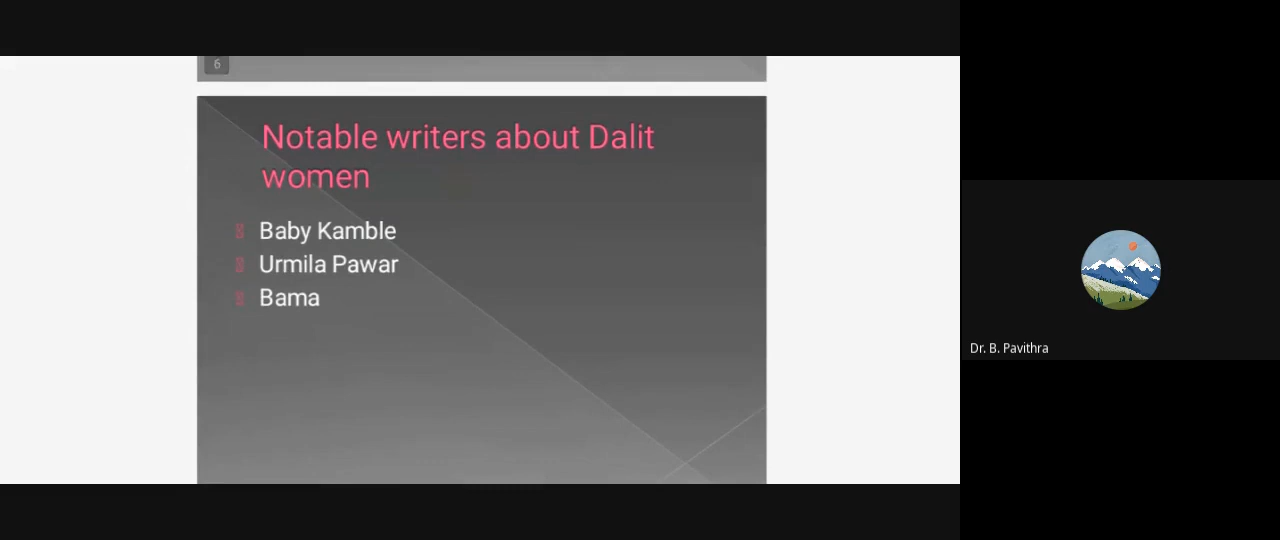 6
Notable writers about Dalit
women
Baby Kamble
Urmila Pawar
Bama
Dr. B. Pavithra